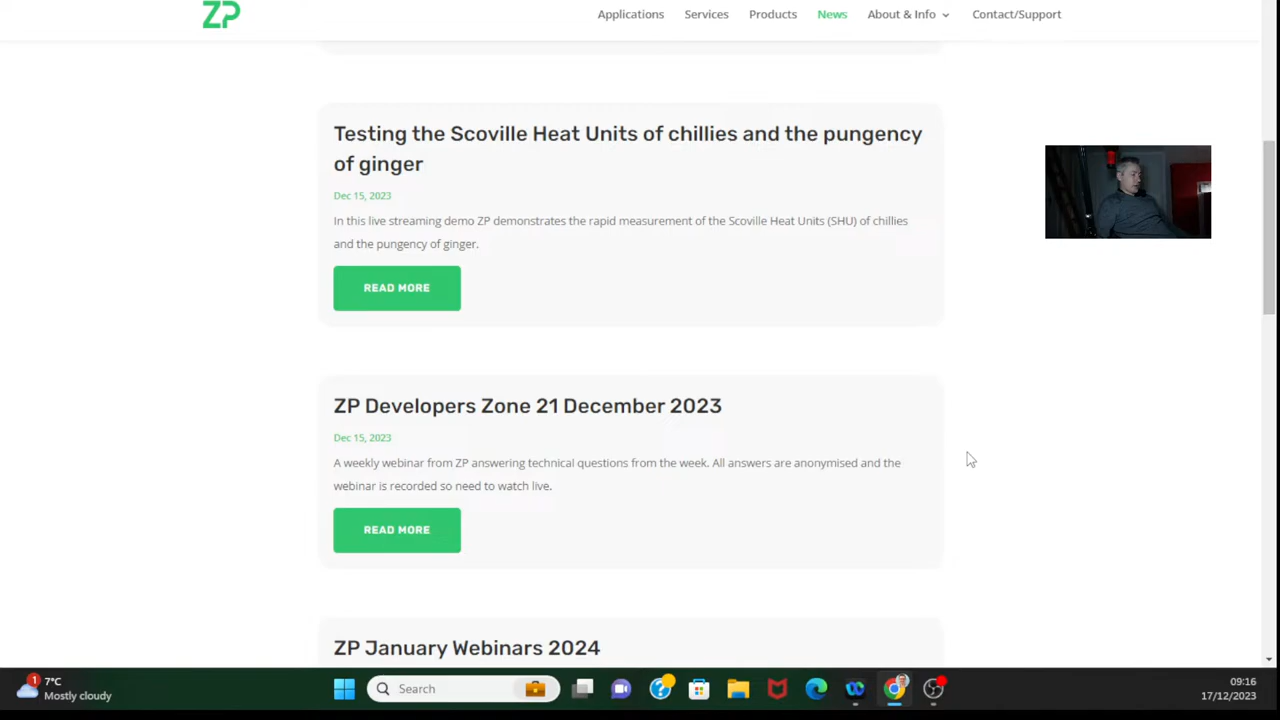 ZP
Applications
Services
Products
News
About & Info
Contact/Support
Testing the Scoville Heat Units of chillies and the pungency
of ginger
Dec 15, 2023
In this live streaming demo ZP demonstrates the rapid measurement of the Scoville Heat Units (SHU) of chillies
and the pungency of ginger.
READ MORE
ZP Developers Zone 21 December 2023
Dec 15, 2023
A weekly webinar from ZP answering technical questions from the week. All answers are anonymised and the
webinar is recorded so need to watch live.
READ MORE
ZP January Webinars 2024
1
7°C
Mostly cloudy
Search
09:16
17/12/2023